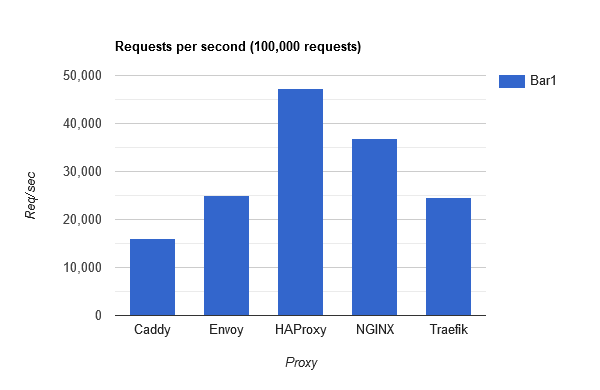 Requests per second (100,000 requests)
50,000
40,000
30,000
20,000
10,000
0
Req/sec
Caddy Envoy HAProxy NGINX Traefik
Proxy
Bar1